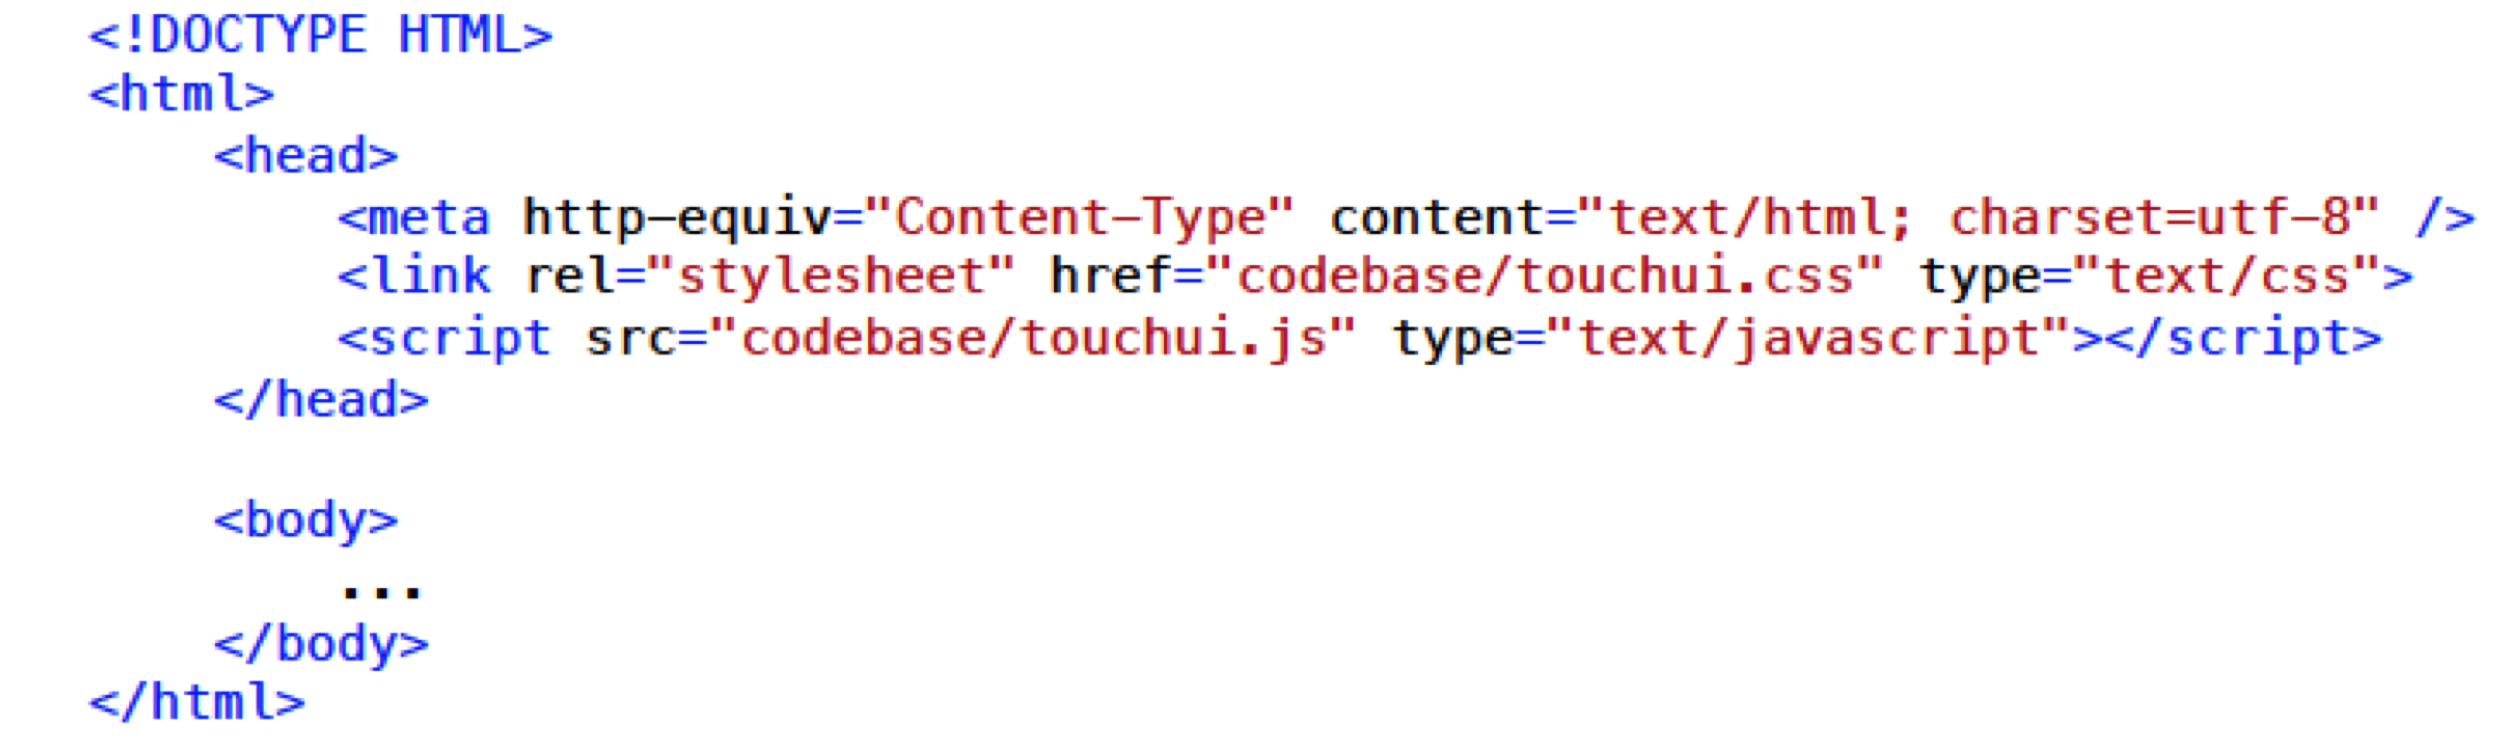 <!DOCTYPE HTML>
<html>
    <head>
        <meta http-equiv="Content-Type" content="text/html; charset=utf-8" />
        <link rel="stylesheet" href="codebase/touchui.css" type="text/css">
        <script src="codebase/touchui.js" type="text/javascript"></script>
    </head>

    <body>
        ...
    </body>
</html>